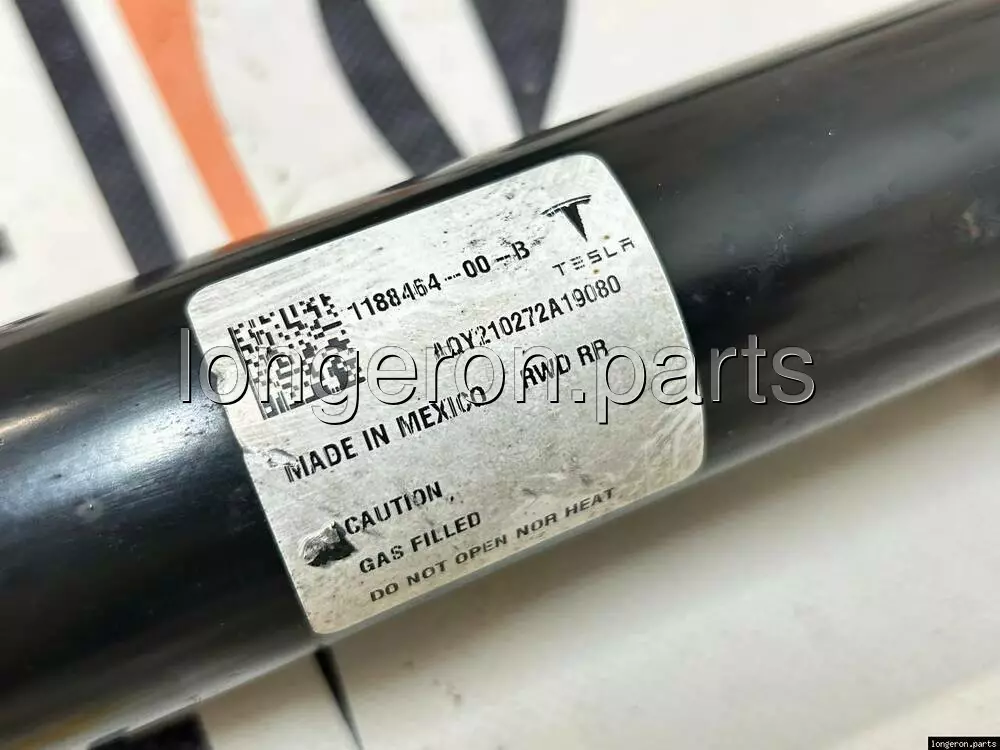 1188464-00-B
TESLA
AQY210272A19080
MADE IN MEXICO RWD RR
CAUTION
GAS FILLED
DO NOT OPEN NOR HEAT
longeron.parts
longeron.parts